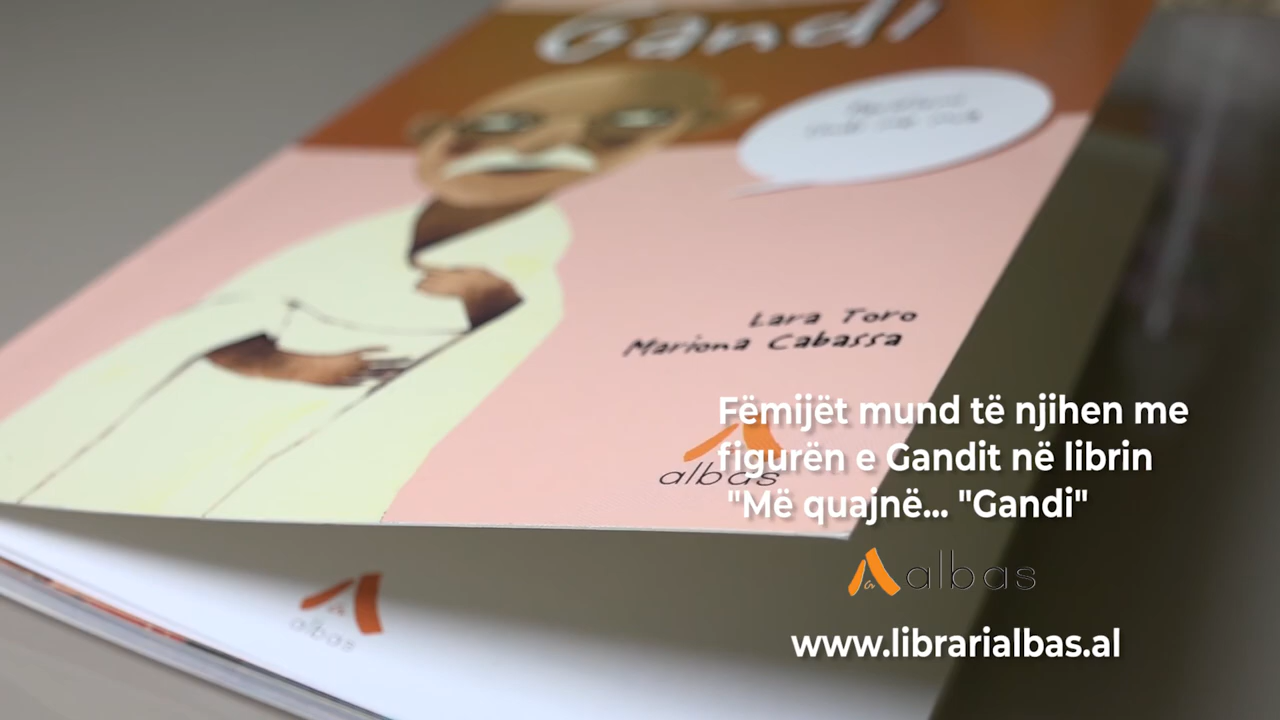 Gandi
Lara Toro
Mariona Cabassa
albas
Fëmijët mund të njihen me
figurën e Gandit në librin
"Më quajnë... "Gandi"
albas
www.librarialbas.al
albas